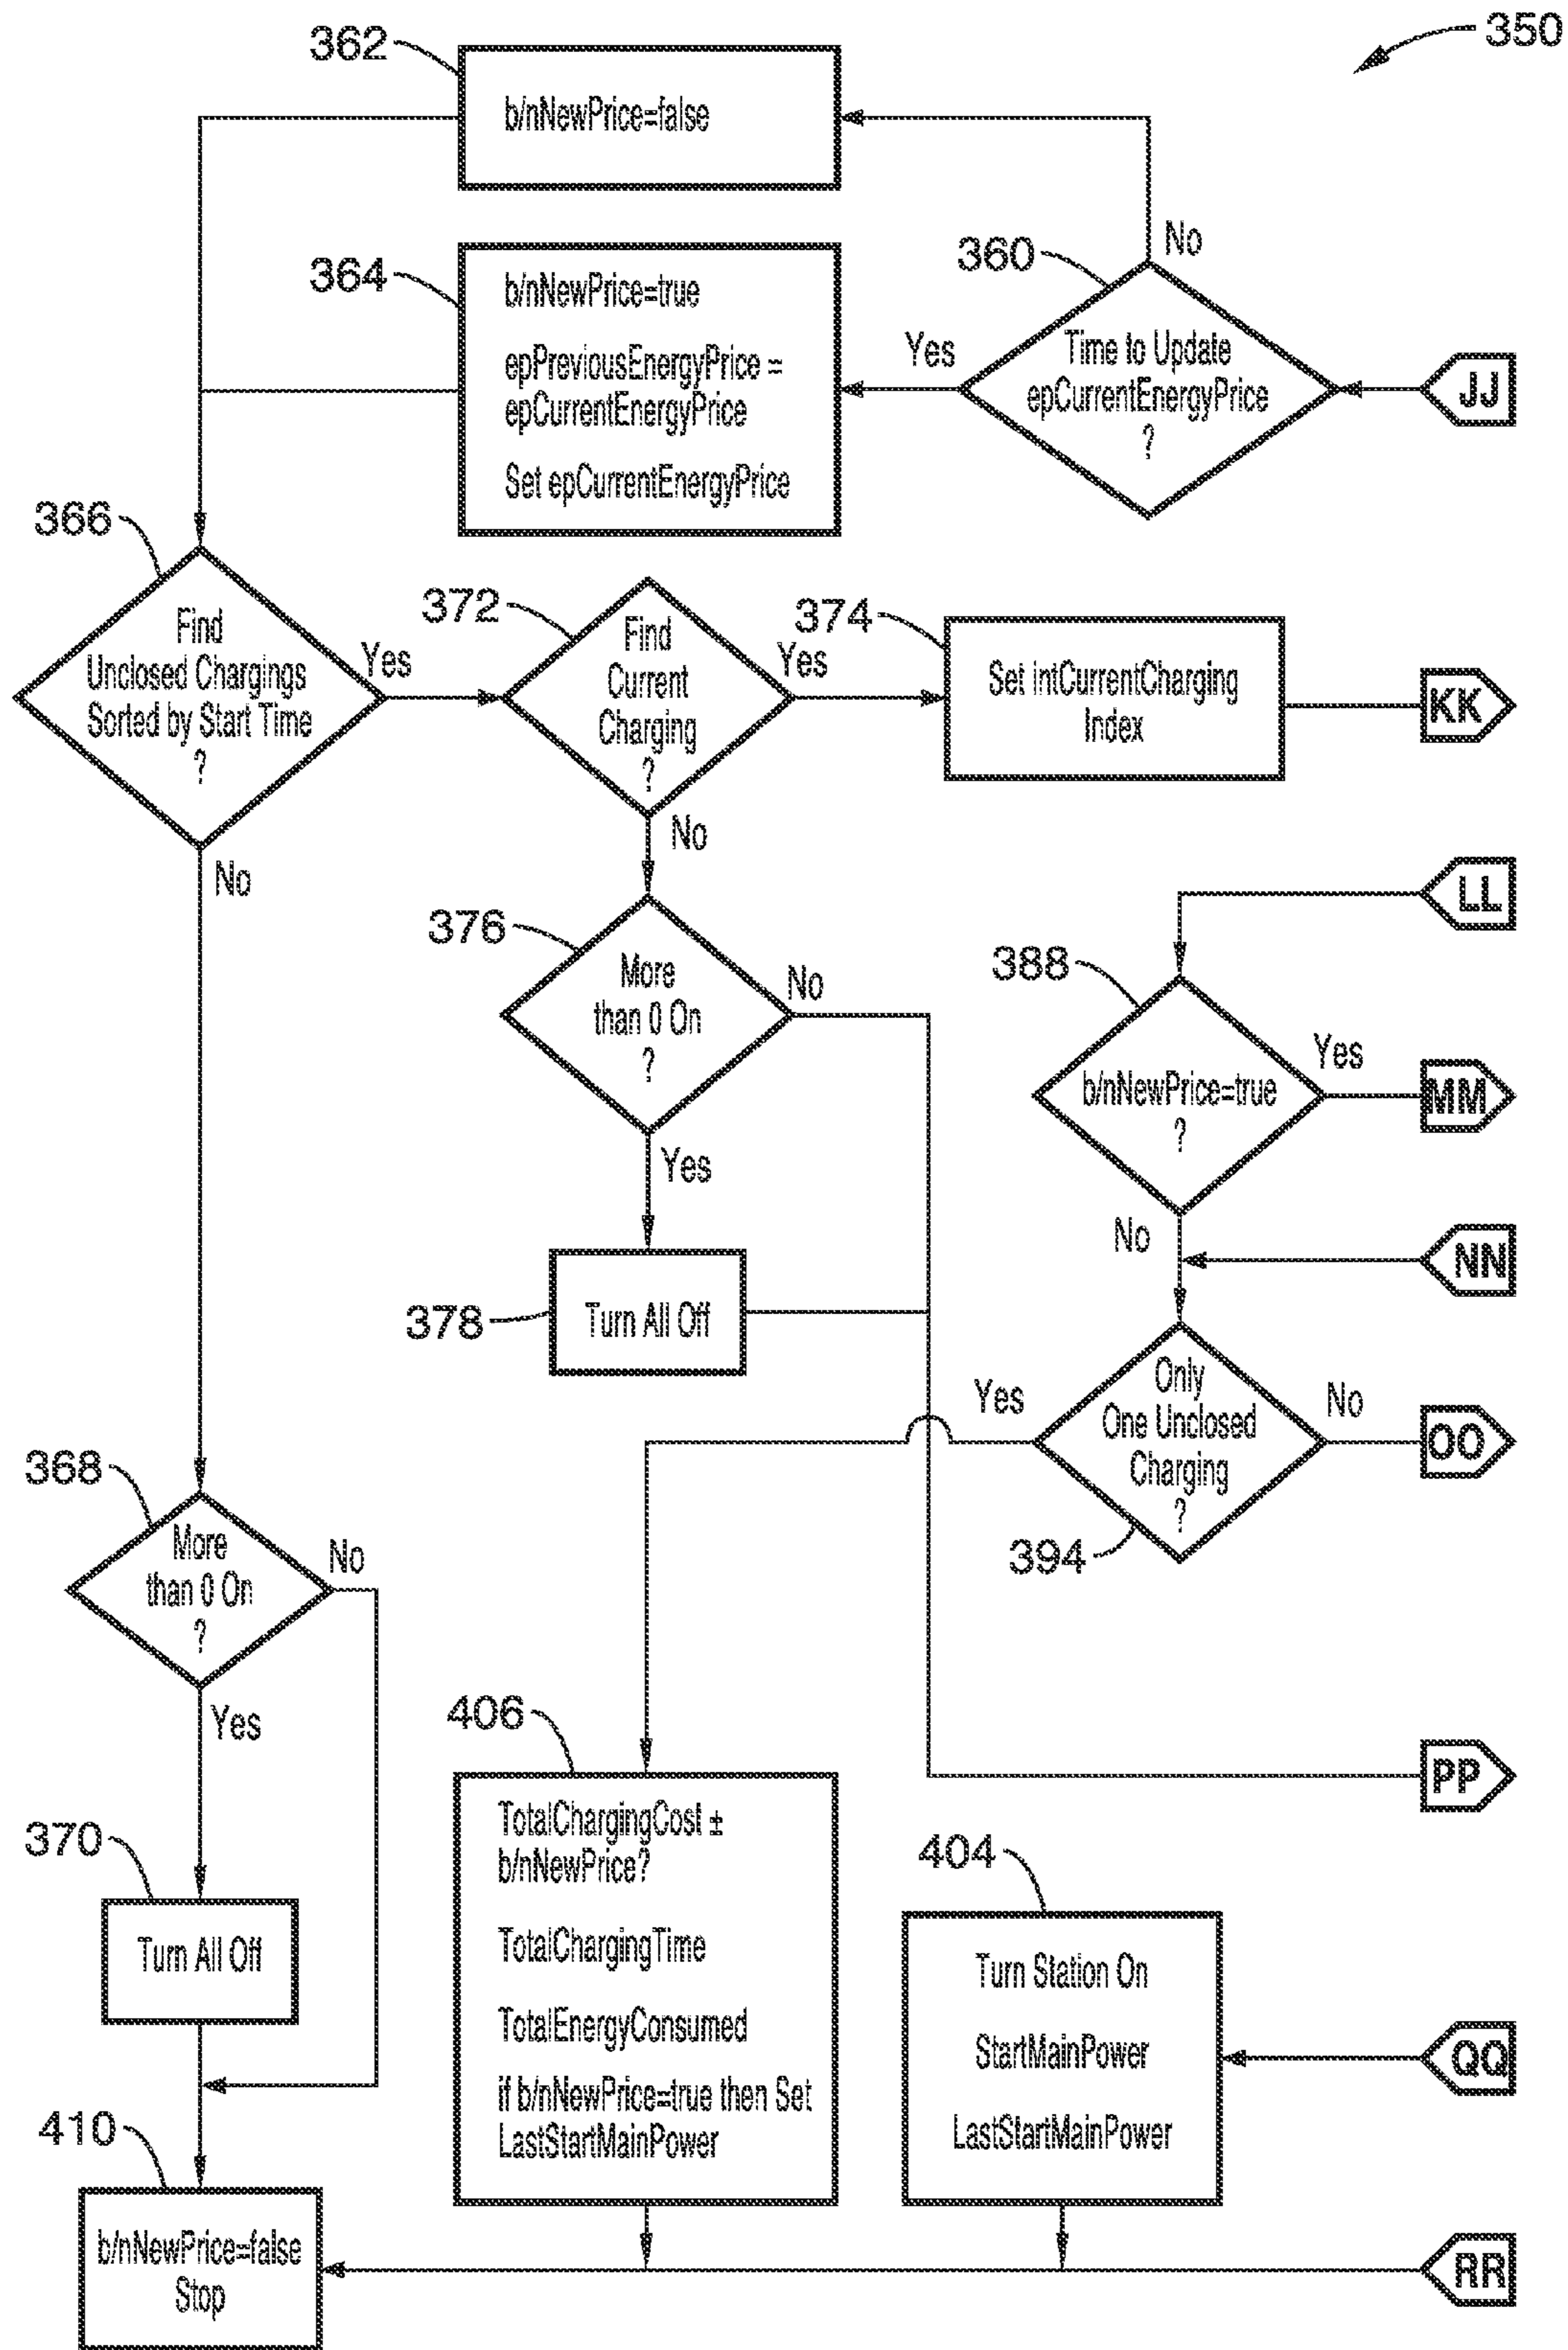 350
362
b/nNewPrice=false
No
360
364
b/nNewPrice=true
epPreviousEnergyPrice =
epCurrentEnergyPrice
Set epCurrentEnergyPrice
Yes
Time to Update
epCurrentEnergyPrice
?
JJ
366
Find
Unclosed Chargings
Sorted by Start Time
?
Yes
372
Find
Current
Charging
?
Yes
374
Set intCurrentCharging
Index
KK
No
No
LL
376
More
than 0 On
?
No
388
b/nNewPrice=true
?
Yes
MM
Yes
No
NN
378
Turn All Off
Yes
Only
One Unclosed
Charging
?
No
OO
394
368
More
than 0 On
?
No
Yes
406
PP
TotalChargingCost ±
b/nNewPrice?
TotalChargingTime
TotalEnergyConsumed
if b/nNewPrice=true then Set
LastStartMainPower
370
Turn All Off
404
Turn Station On
StartMainPower
LastStartMainPower
QQ
410
b/nNewPrice=false
Stop
RR